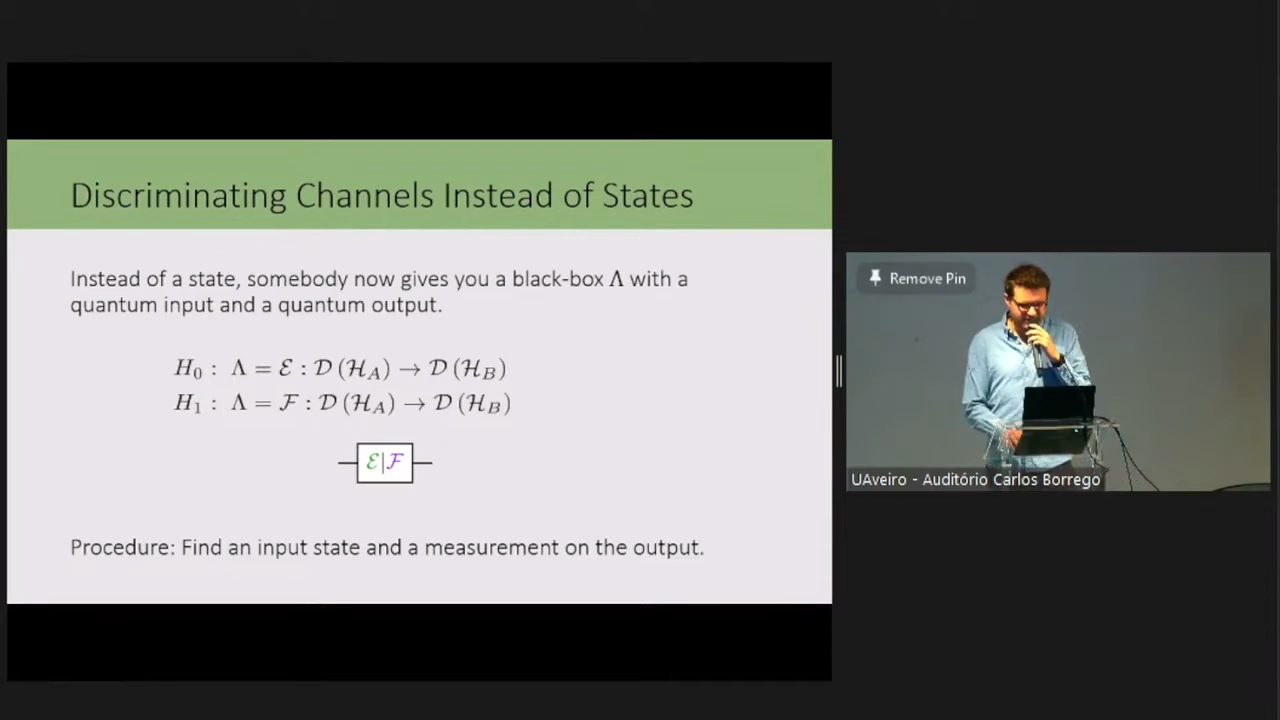 Discriminating Channels Instead of States
Instead of a state, somebody now gives you a black-box Λ with a
quantum input and a quantum output.
H₀ : Λ = ℰ : 𝒟 (ℋ_A) → 𝒟 (ℋ_B)
H₁ : Λ = ℱ : 𝒟 (ℋ_A) → 𝒟 (ℋ_B)
ℰ|ℱ
Procedure: Find an input state and a measurement on the output.
Remove Pin
UAveiro - Auditório Carlos Borrego